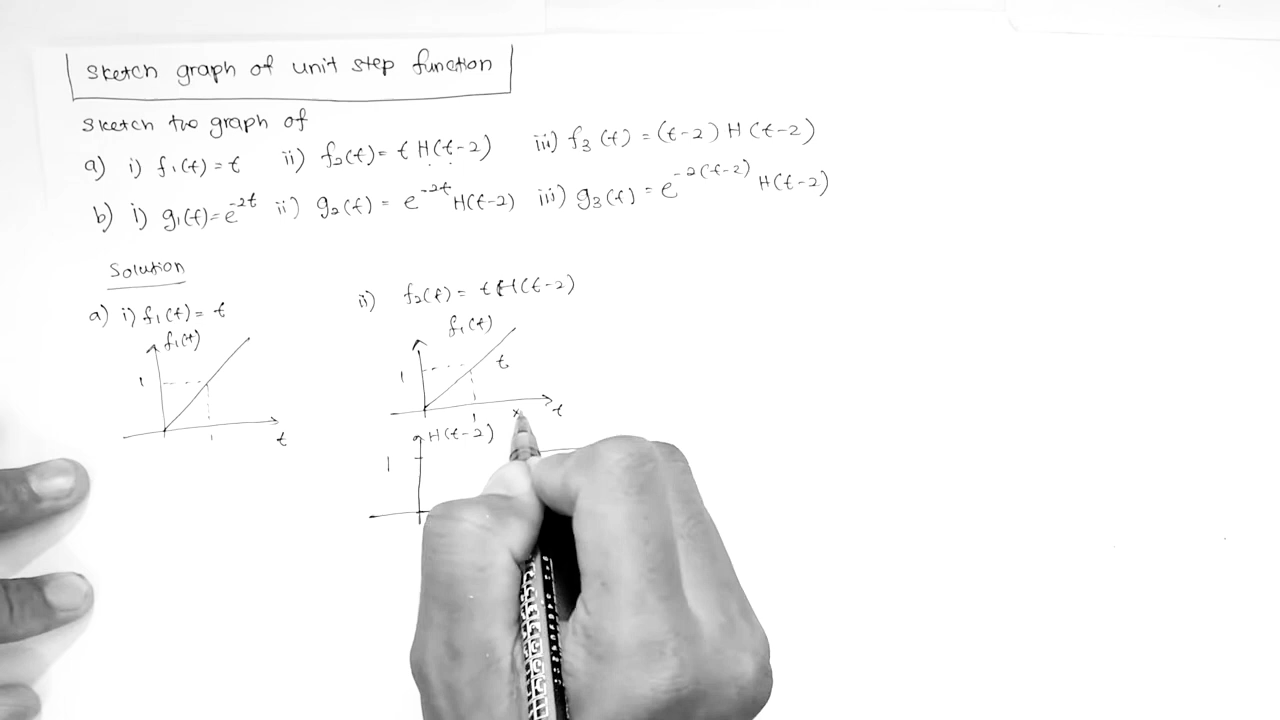 Sketch graph of unit step function
Sketch the graph of
a) i) f₁(t)=t ii) f₂(t)= t H(t-2) iii) f₃(t) = (t-2) H(t-2)
b) i) g₁(t)=e^-2t ii) g₂(t) = e^-2t H(t-2) iii) g₃(t) = e^-2(t-2) H(t-2)
Solution
a) i) f₁(t) = t
ii) f₂(t) = t H(t-2)
f₁(t)
1
1
t
f₁(t)
t
1
1
x
t
H(t-2)
1